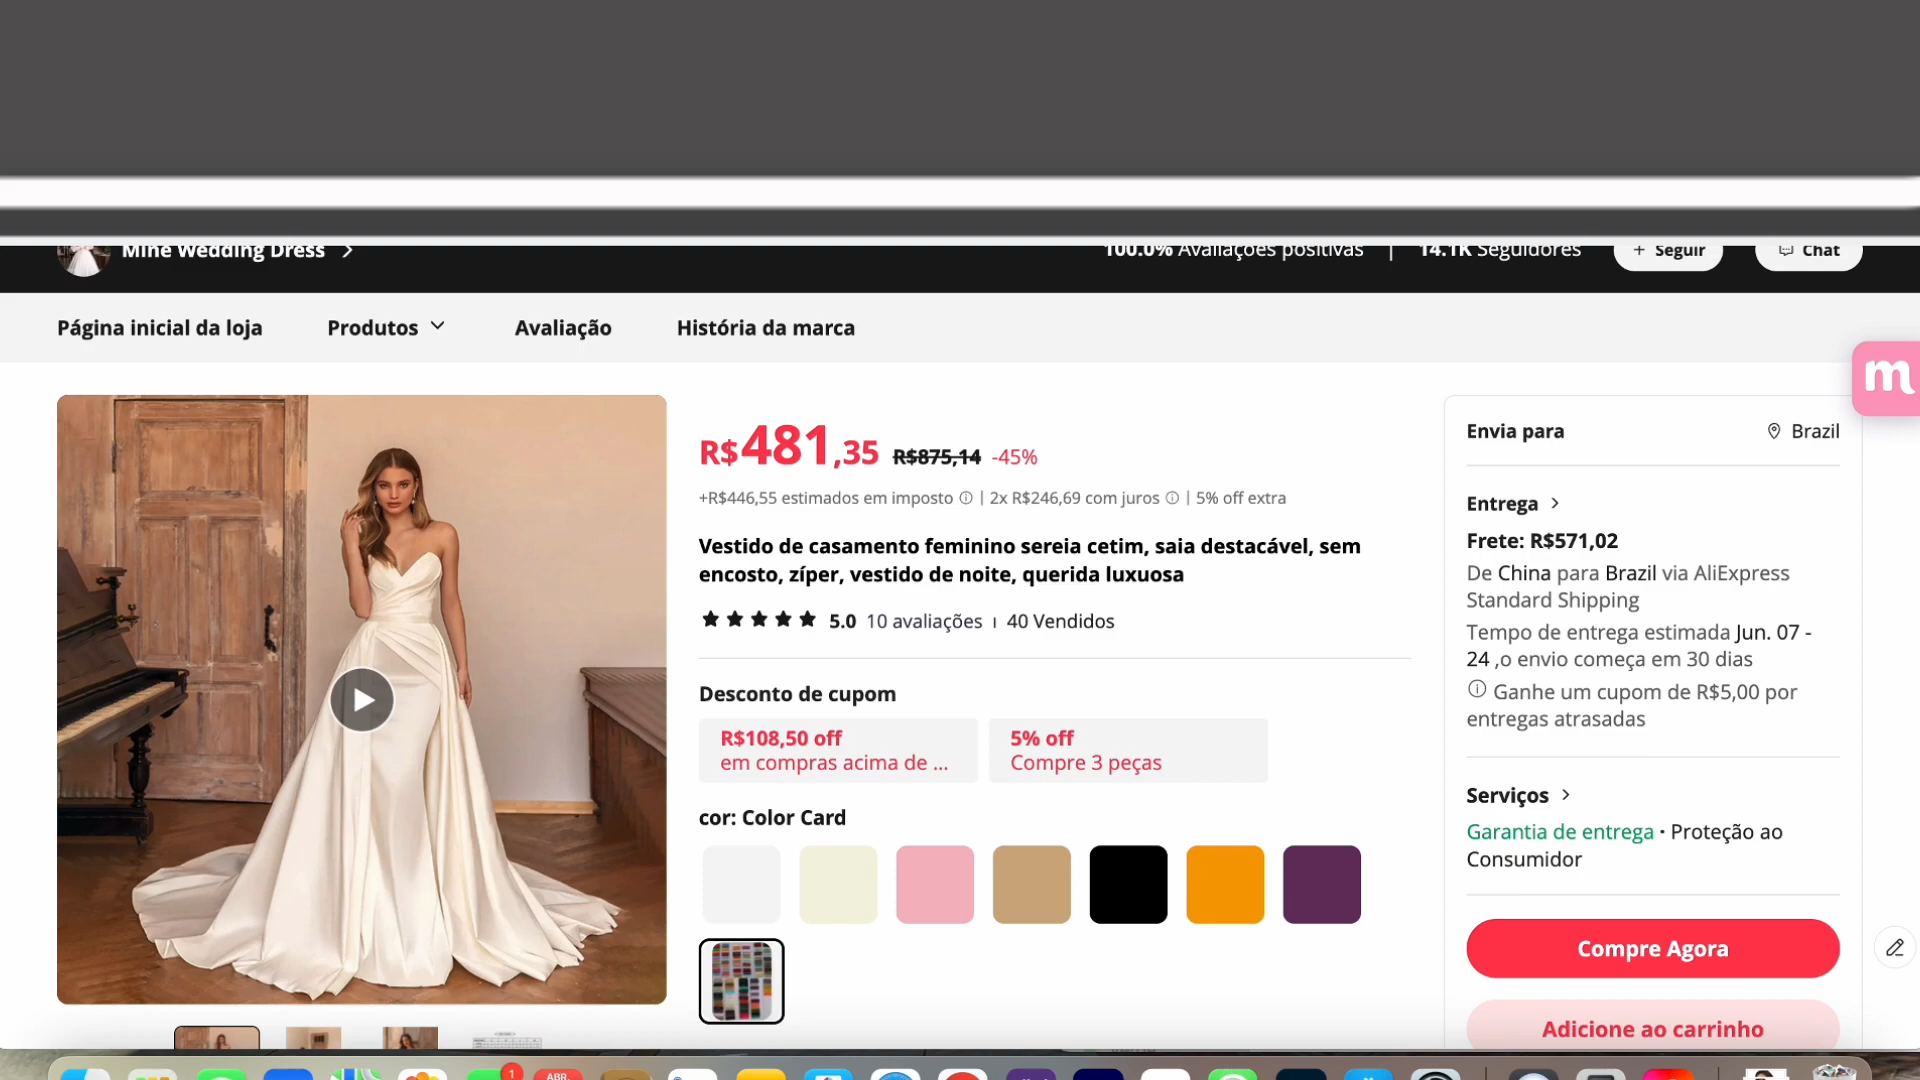 Mine Wedding Dress
100.0% Avaliações positivas | 14.1K Seguidores
+ Seguir
Chat
Página inicial da loja
Produtos
Avaliação
História da marca
m
R$481,35 R$875,14 -45%
+R$446,55 estimados em imposto | 2x R$246,69 com juros | 5% off extra
Vestido de casamento feminino sereia cetim, saia destacável, sem
encosto, zíper, vestido de noite, querida luxuosa
5.0 10 avaliações | 40 Vendidos
Desconto de cupom
R$108,50 off
em compras acima de ...
5% off
Compre 3 peças
cor: Color Card
Envia para
Brazil
Entrega
Frete: R$571,02
De China para Brazil via AliExpress
Standard Shipping
Tempo de entrega estimada Jun. 07 -
24 ,o envio começa em 30 dias
Ganhe um cupom de R$5,00 por
entregas atrasadas
Serviços
Garantia de entrega · Proteção ao
Consumidor
Compre Agora
Adicione ao carrinho
1
ABR.